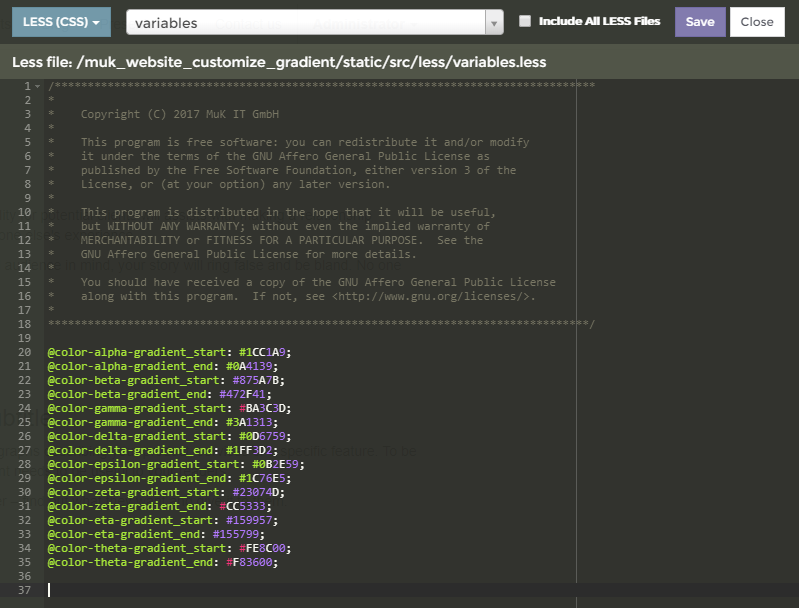 LESS (CSS) variables Include All LESS Files Save Close
Less file: /muk_website_customize_gradient/static/src/less/variables.less
1 /******************************************************************************
2 *
3 *    Copyright (C) 2017 MuK IT GmbH
4 *
5 *    This program is free software: you can redistribute it and/or modify
6 *    it under the terms of the GNU Affero General Public License as
7 *    published by the Free Software Foundation, either version 3 of the
8 *    License, or (at your option) any later version.
9 *
10 *    This program is distributed in the hope that it will be useful,
11 *    but WITHOUT ANY WARRANTY; without even the implied warranty of
12 *    MERCHANTABILITY or FITNESS FOR A PARTICULAR PURPOSE.  See the
13 *    GNU Affero General Public License for more details.
14 *
15 *    You should have received a copy of the GNU Affero General Public License
16 *    along with this program.  If not, see <http://www.gnu.org/licenses/>.
17 *
18 ******************************************************************************/
19
20 @color-alpha-gradient_start: #1CC1A9;
21 @color-alpha-gradient_end: #0A4139;
22 @color-beta-gradient_start: #875A7B;
23 @color-beta-gradient_end: #472F41;
24 @color-gamma-gradient_start: #BA3C3D;
25 @color-gamma-gradient_end: #3A1313;
26 @color-delta-gradient_start: #0D6759;
27 @color-delta-gradient_end: #1FF3D2;
28 @color-epsilon-gradient_start: #0B2E59;
29 @color-epsilon-gradient_end: #1C76E5;
30 @color-zeta-gradient_start: #23074D;
31 @color-zeta-gradient_end: #CC5333;
32 @color-eta-gradient_start: #159957;
33 @color-eta-gradient_end: #155799;
34 @color-theta-gradient_start: #FE8C00;
35 @color-theta-gradient_end: #F83600;
36
37